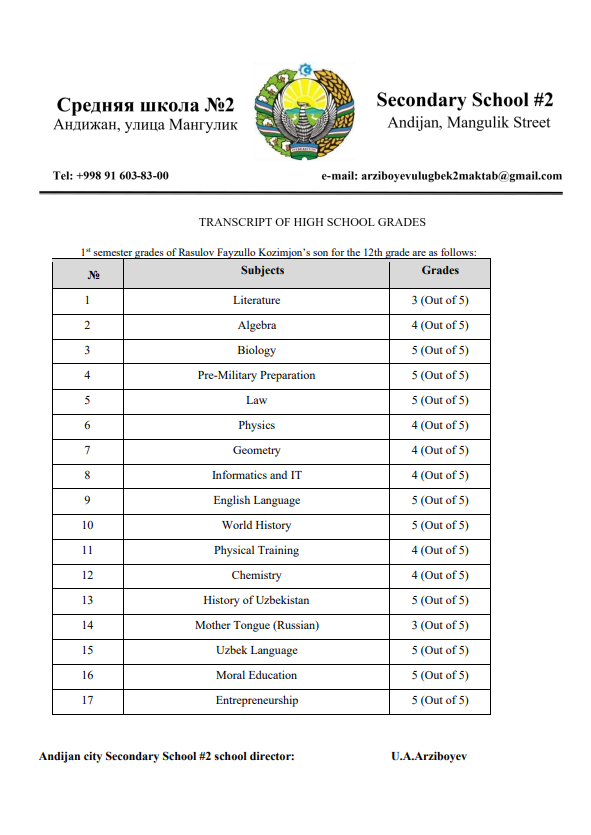 Средняя школа №2
Андижан, улица Мангулик
Secondary School #2
Andijan, Mangulik Street
Tel: +998 91 603-83-00
e-mail: arziboyevulugbek2maktab@gmail.com
TRANSCRIPT OF HIGH SCHOOL GRADES
1st semester grades of Rasulov Fayzullo Kozimjon's son for the 12th grade are as follows:
№ Subjects Grades
1 Literature 3 (Out of 5)
2 Algebra 4 (Out of 5)
3 Biology 5 (Out of 5)
4 Pre-Military Preparation 5 (Out of 5)
5 Law 5 (Out of 5)
6 Physics 4 (Out of 5)
7 Geometry 4 (Out of 5)
8 Informatics and IT 4 (Out of 5)
9 English Language 5 (Out of 5)
10 World History 5 (Out of 5)
11 Physical Training 4 (Out of 5)
12 Chemistry 4 (Out of 5)
13 History of Uzbekistan 5 (Out of 5)
14 Mother Tongue (Russian) 3 (Out of 5)
15 Uzbek Language 5 (Out of 5)
16 Moral Education 5 (Out of 5)
17 Entrepreneurship 5 (Out of 5)
Andijan city Secondary School #2 school director: U.A.Arziboyev